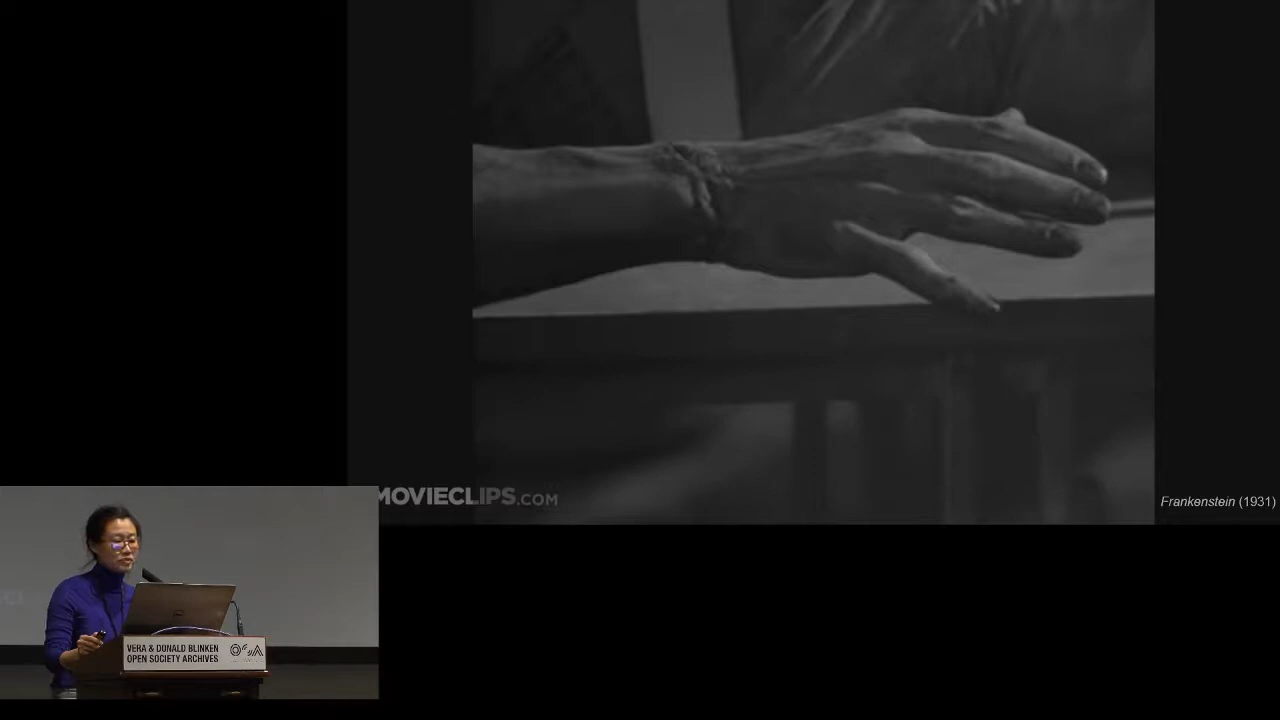 MOVIECLIPS.COM
Frankenstein (1931)
VERA & DONALD BLINKEN
OPEN SOCIETY ARCHIVES